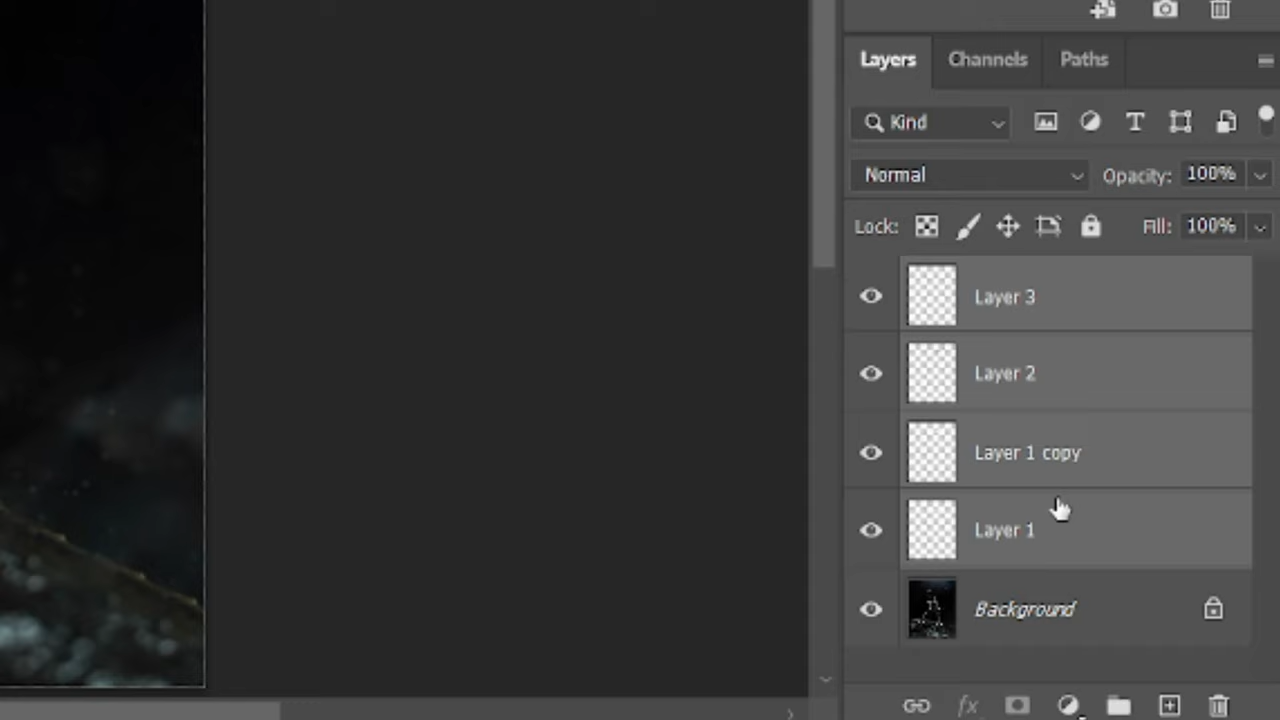 Layers Channels Paths
Kind
Normal Opacity: 100%
Lock: Fill: 100%
Layer 3
Layer 2
Layer 1 copy
Layer 1
Background
fx